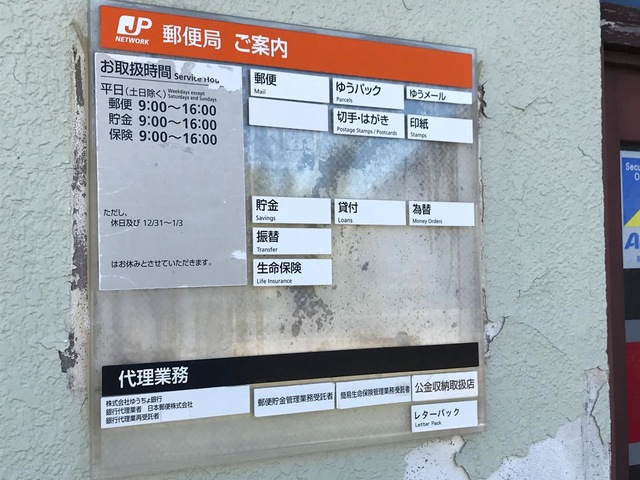 JP
NETWORK
郵便局 ご案内
お取扱時間 Service Hou
平日(土日除く) Weekdays except Saturdays and Sundays
郵便 9:00〜16:00
貯金 9:00〜16:00
保険 9:00〜16:00
ただし、
休日及び 12/31〜1/3
はお休みとさせていただきます。
郵便
Mail
ゆうパック
Parcels
ゆうメール
切手・はがき
Postage Stamps / Postcards
印紙
Stamps
貯金
Savings
貸付
Loans
為替
Money Orders
振替
Transfer
生命保険
Life Insurance
代理業務
株式会社ゆうちょ銀行
銀行代理業者 日本郵便株式会社
銀行代理業再受託者
郵便貯金管理業務受託者
簡易生命保険管理業務受託者
公金収納取扱店
レターパック
Letter Pack
Secu